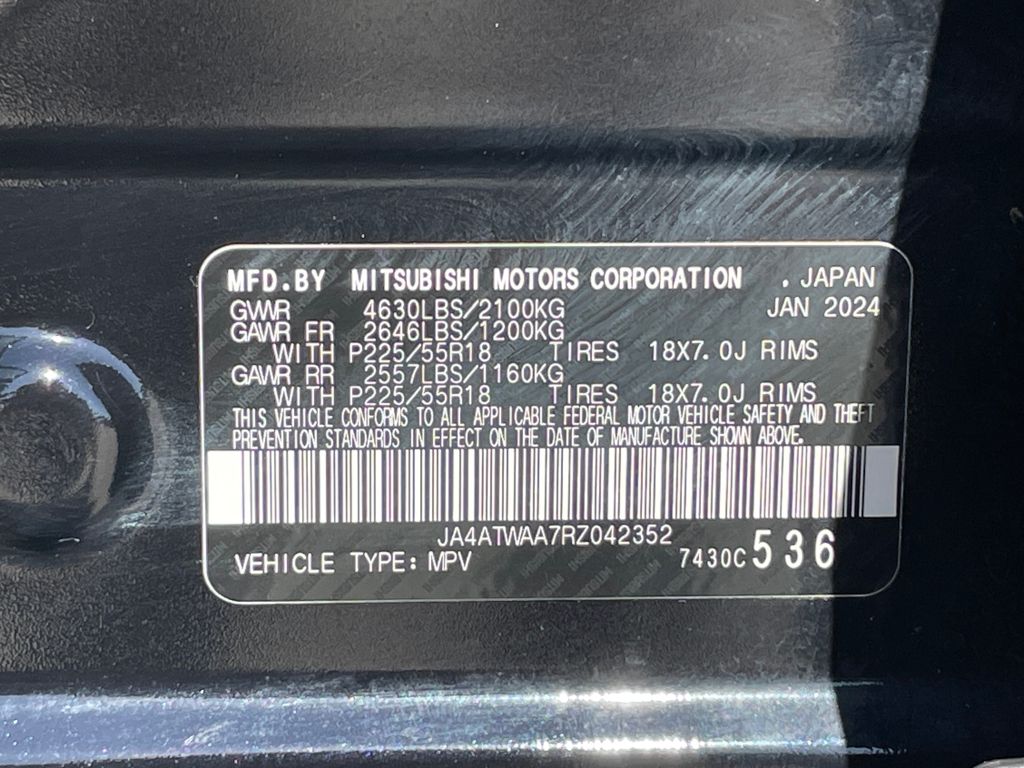 MFD.BY MITSUBISHI MOTORS CORPORATION . JAPAN
GVWR 4630LBS/2100KG JAN 2024
GAWR FR 2646LBS/1200KG
WITH P225/55R18 TIRES 18X7.0J RIMS
GAWR RR 2557LBS/1160KG
WITH P225/55R18 TIRES 18X7.0J RIMS
THIS VEHICLE CONFORMS TO ALL APPLICABLE FEDERAL MOTOR VEHICLE SAFETY AND THEFT
PREVENTION STANDARDS IN EFFECT ON THE DATE OF MANUFACTURE SHOWN ABOVE.
JA4ATWAA7RZ042352
VEHICLE TYPE: MPV 7430C 536